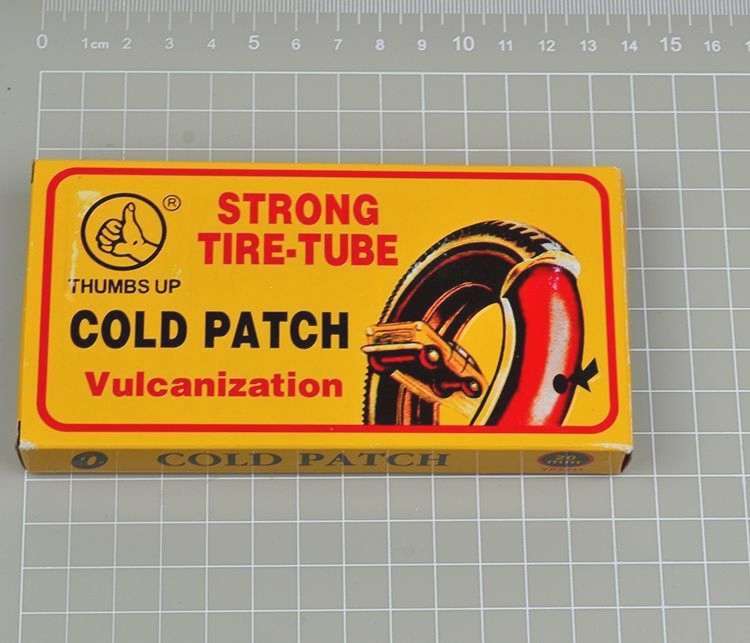 0 1cm 2 3 4 5 6 7 8 9 10 11 12 13 14 15 16
®
STRONG
TIRE-TUBE
THUMBS UP
COLD PATCH
Vulcanization
COLD PATCH